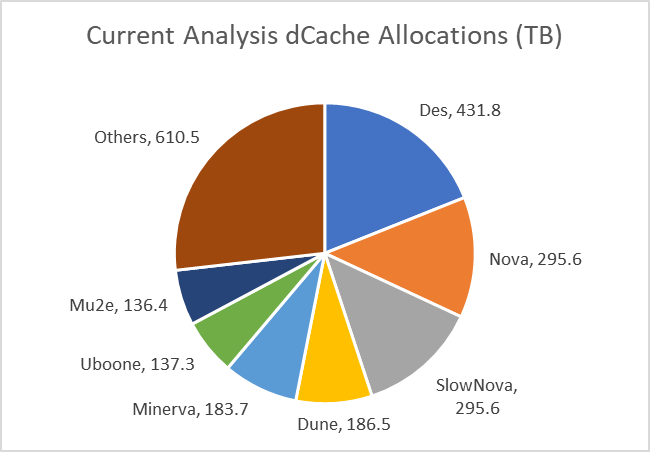 Current Analysis dCache Allocations (TB)
Des, 431.8
Others, 610.5
Nova, 295.6
Mu2e, 136.4
Uboone, 137.3
SlowNova,
295.6
Minerva, 183.7
Dune, 186.5